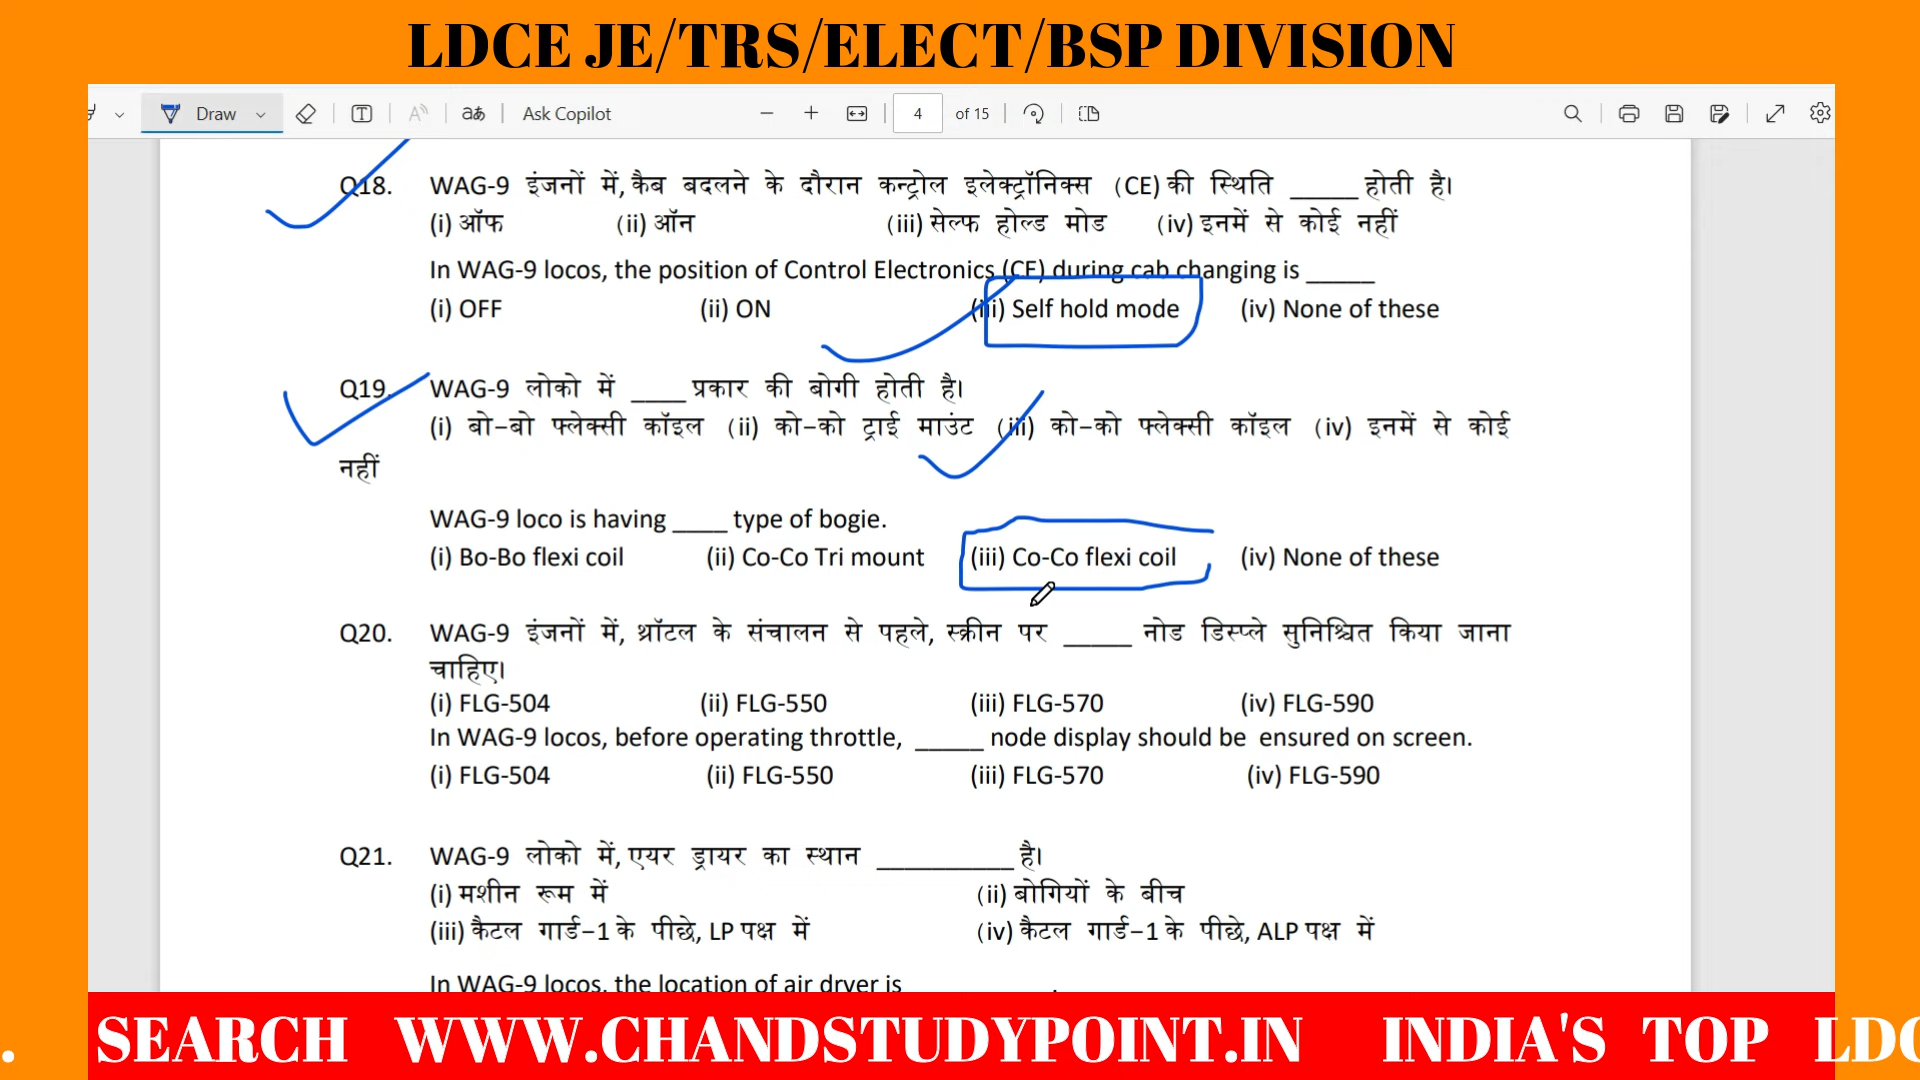 LDCE JE/TRS/ELECT/BSP DIVISION
Draw
Ask Copilot
4 of 15
Q18. WAG-9 इंजनों में, कैब बदलने के दौरान कन्ट्रोल इलेक्ट्रॉनिक्स (CE) की स्थिति _____ होती है।
(i) ऑफ (ii) ऑन (iii) सेल्फ होल्ड मोड (iv) इनमें से कोई नहीं
In WAG-9 locos, the position of Control Electronics (CE) during cab changing is _____
(i) OFF (ii) ON (iii) Self hold mode (iv) None of these
Q19. WAG-9 लोको में ____ प्रकार की बोगी होती है।
(i) बो-बो फ्लेक्सी कॉइल (ii) को-को ट्राई माउंट (iii) को-को फ्लेक्सी कॉइल (iv) इनमें से कोई
नहीं
WAG-9 loco is having ____ type of bogie.
(i) Bo-Bo flexi coil (ii) Co-Co Tri mount (iii) Co-Co flexi coil (iv) None of these
Q20. WAG-9 इंजनों में, थ्रॉटल के संचालन से पहले, स्क्रीन पर _____ नोड डिस्प्ले सुनिश्चित किया जाना
चाहिए।
(i) FLG-504 (ii) FLG-550 (iii) FLG-570 (iv) FLG-590
In WAG-9 locos, before operating throttle, _____ node display should be ensured on screen.
(i) FLG-504 (ii) FLG-550 (iii) FLG-570 (iv) FLG-590
Q21. WAG-9 लोको में, एयर ड्रायर का स्थान __________ है।
(i) मशीन रूम में (ii) बोगियों के बीच
(iii) कैटल गार्ड-1 के पीछे, LP पक्ष में (iv) कैटल गार्ड-1 के पीछे, ALP पक्ष में
In WAG-9 locos, the location of air dryer is __________.
. SEARCH WWW.CHANDSTUDYPOINT.IN INDIA'S TOP LDC